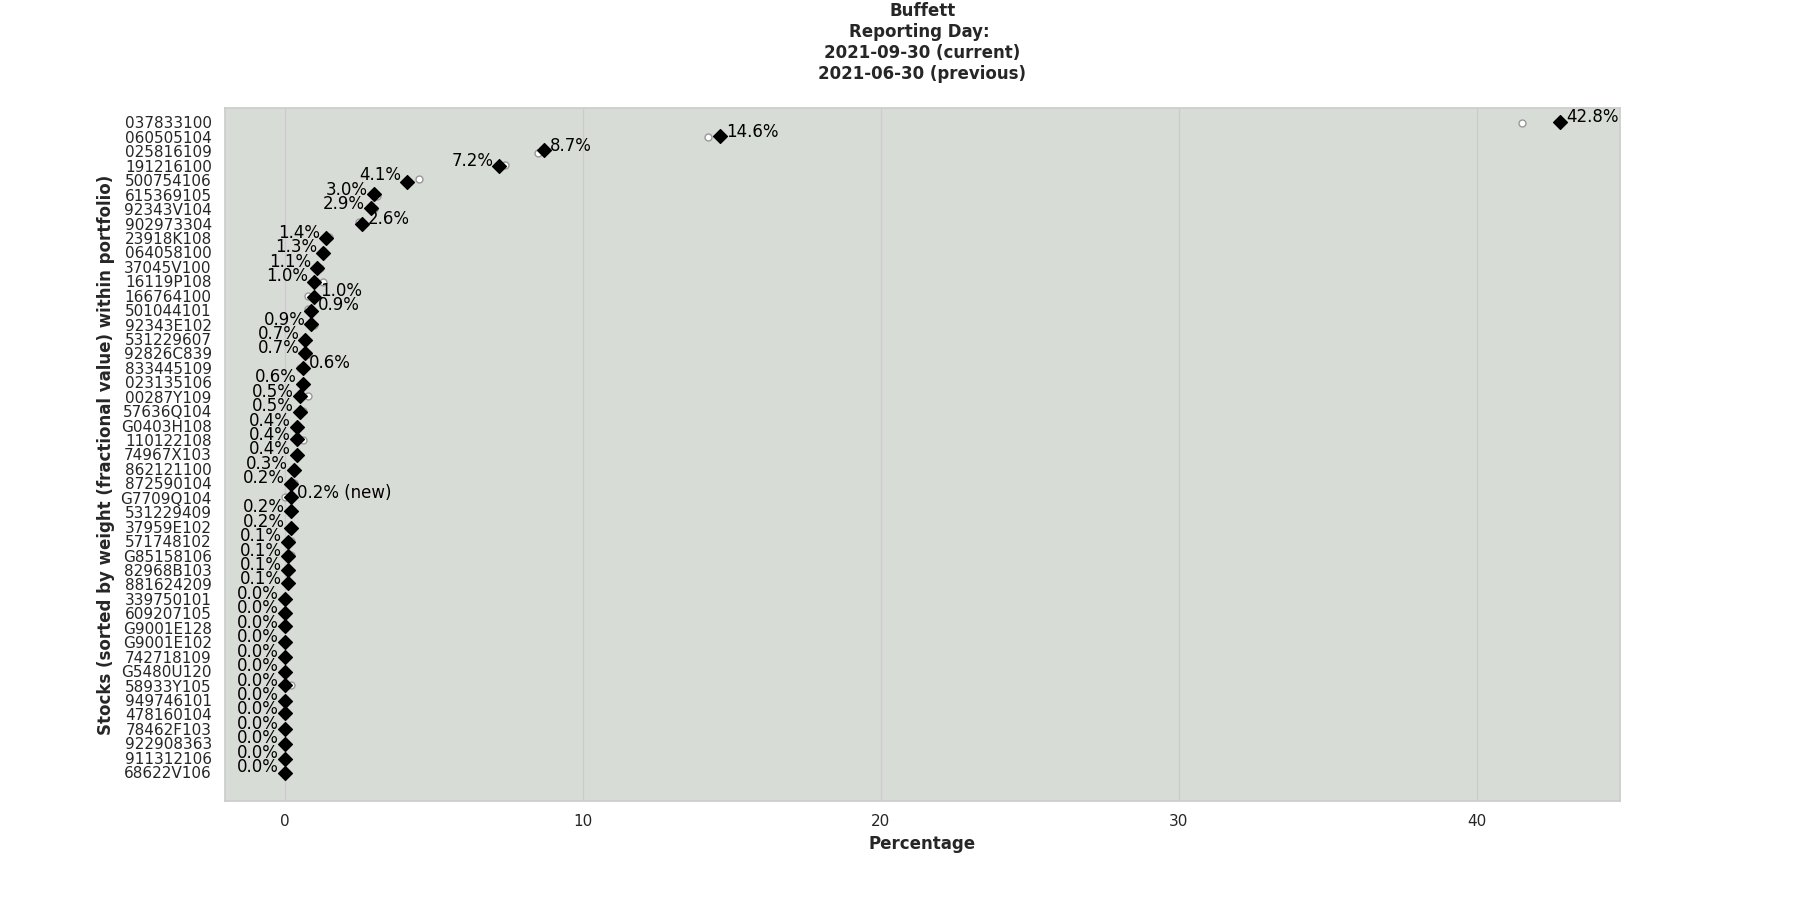 Buffett
Reporting Day:
2021-09-30 (current)
2021-06-30 (previous)
Stocks (sorted by weight (fractional value) within portfolio)
037833100 42.8%
060505104 14.6%
025816109 8.7%
191216100 7.2%
500754106 4.1%
615369105 3.0%
92343V104 2.9%
902973304 2.6%
23918K108 1.4%
064058100 1.3%
37045V100 1.1%
16119P108 1.0%
166764100 1.0%
501044101 0.9%
92343E102 0.9%
531229607 0.7%
92826C839 0.7%
833445109 0.6%
023135106 0.6%
00287Y109 0.5%
57636Q104 0.5%
G0403H108 0.4%
110122108 0.4%
74967X103 0.4%
862121100 0.3%
872590104 0.2%
G7709Q104 0.2% (new)
531229409 0.2%
37959E102 0.2%
571748102 0.1%
G85158106 0.1%
82968B103 0.1%
881624209 0.1%
339750101 0.0%
609207105 0.0%
G9001E128 0.0%
G9001E102 0.0%
742718109 0.0%
G5480U120 0.0%
58933Y105 0.0%
949746101 0.0%
478160104 0.0%
78462F103 0.0%
922908363 0.0%
911312106 0.0%
68622V106 0.0%
0 10 20 30 40
Percentage